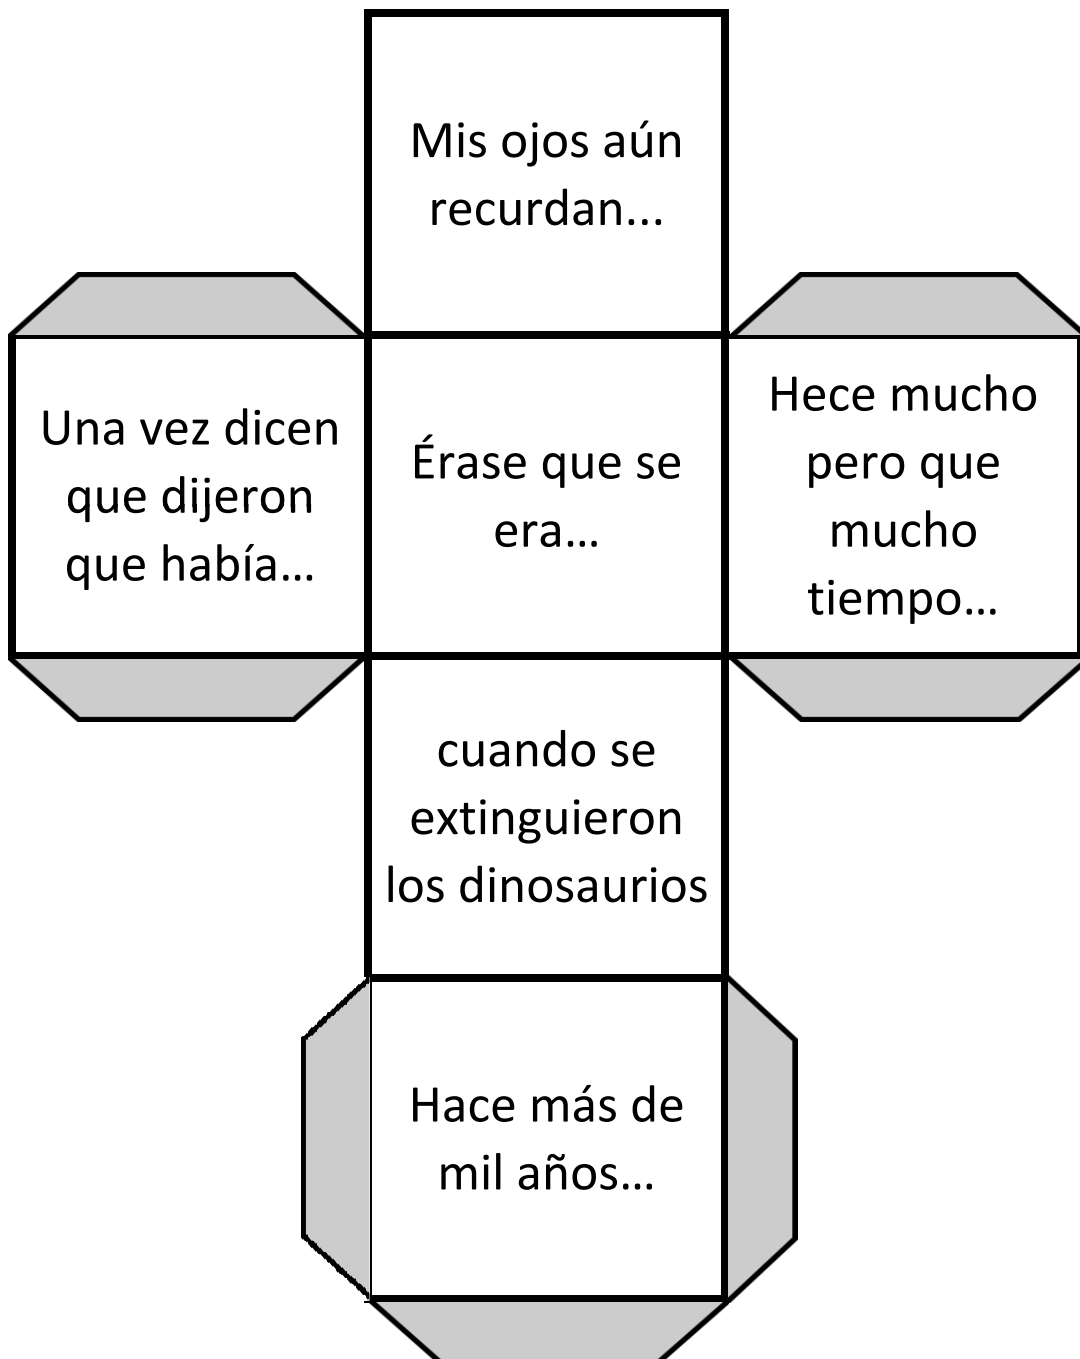 Mis ojos aún
recurdan...
Una vez dicen
que dijeron
que había...
Érase que se
era...
Hece mucho
pero que
mucho
tiempo...
cuando se
extinguieron
los dinosaurios
Hace más de
mil años...